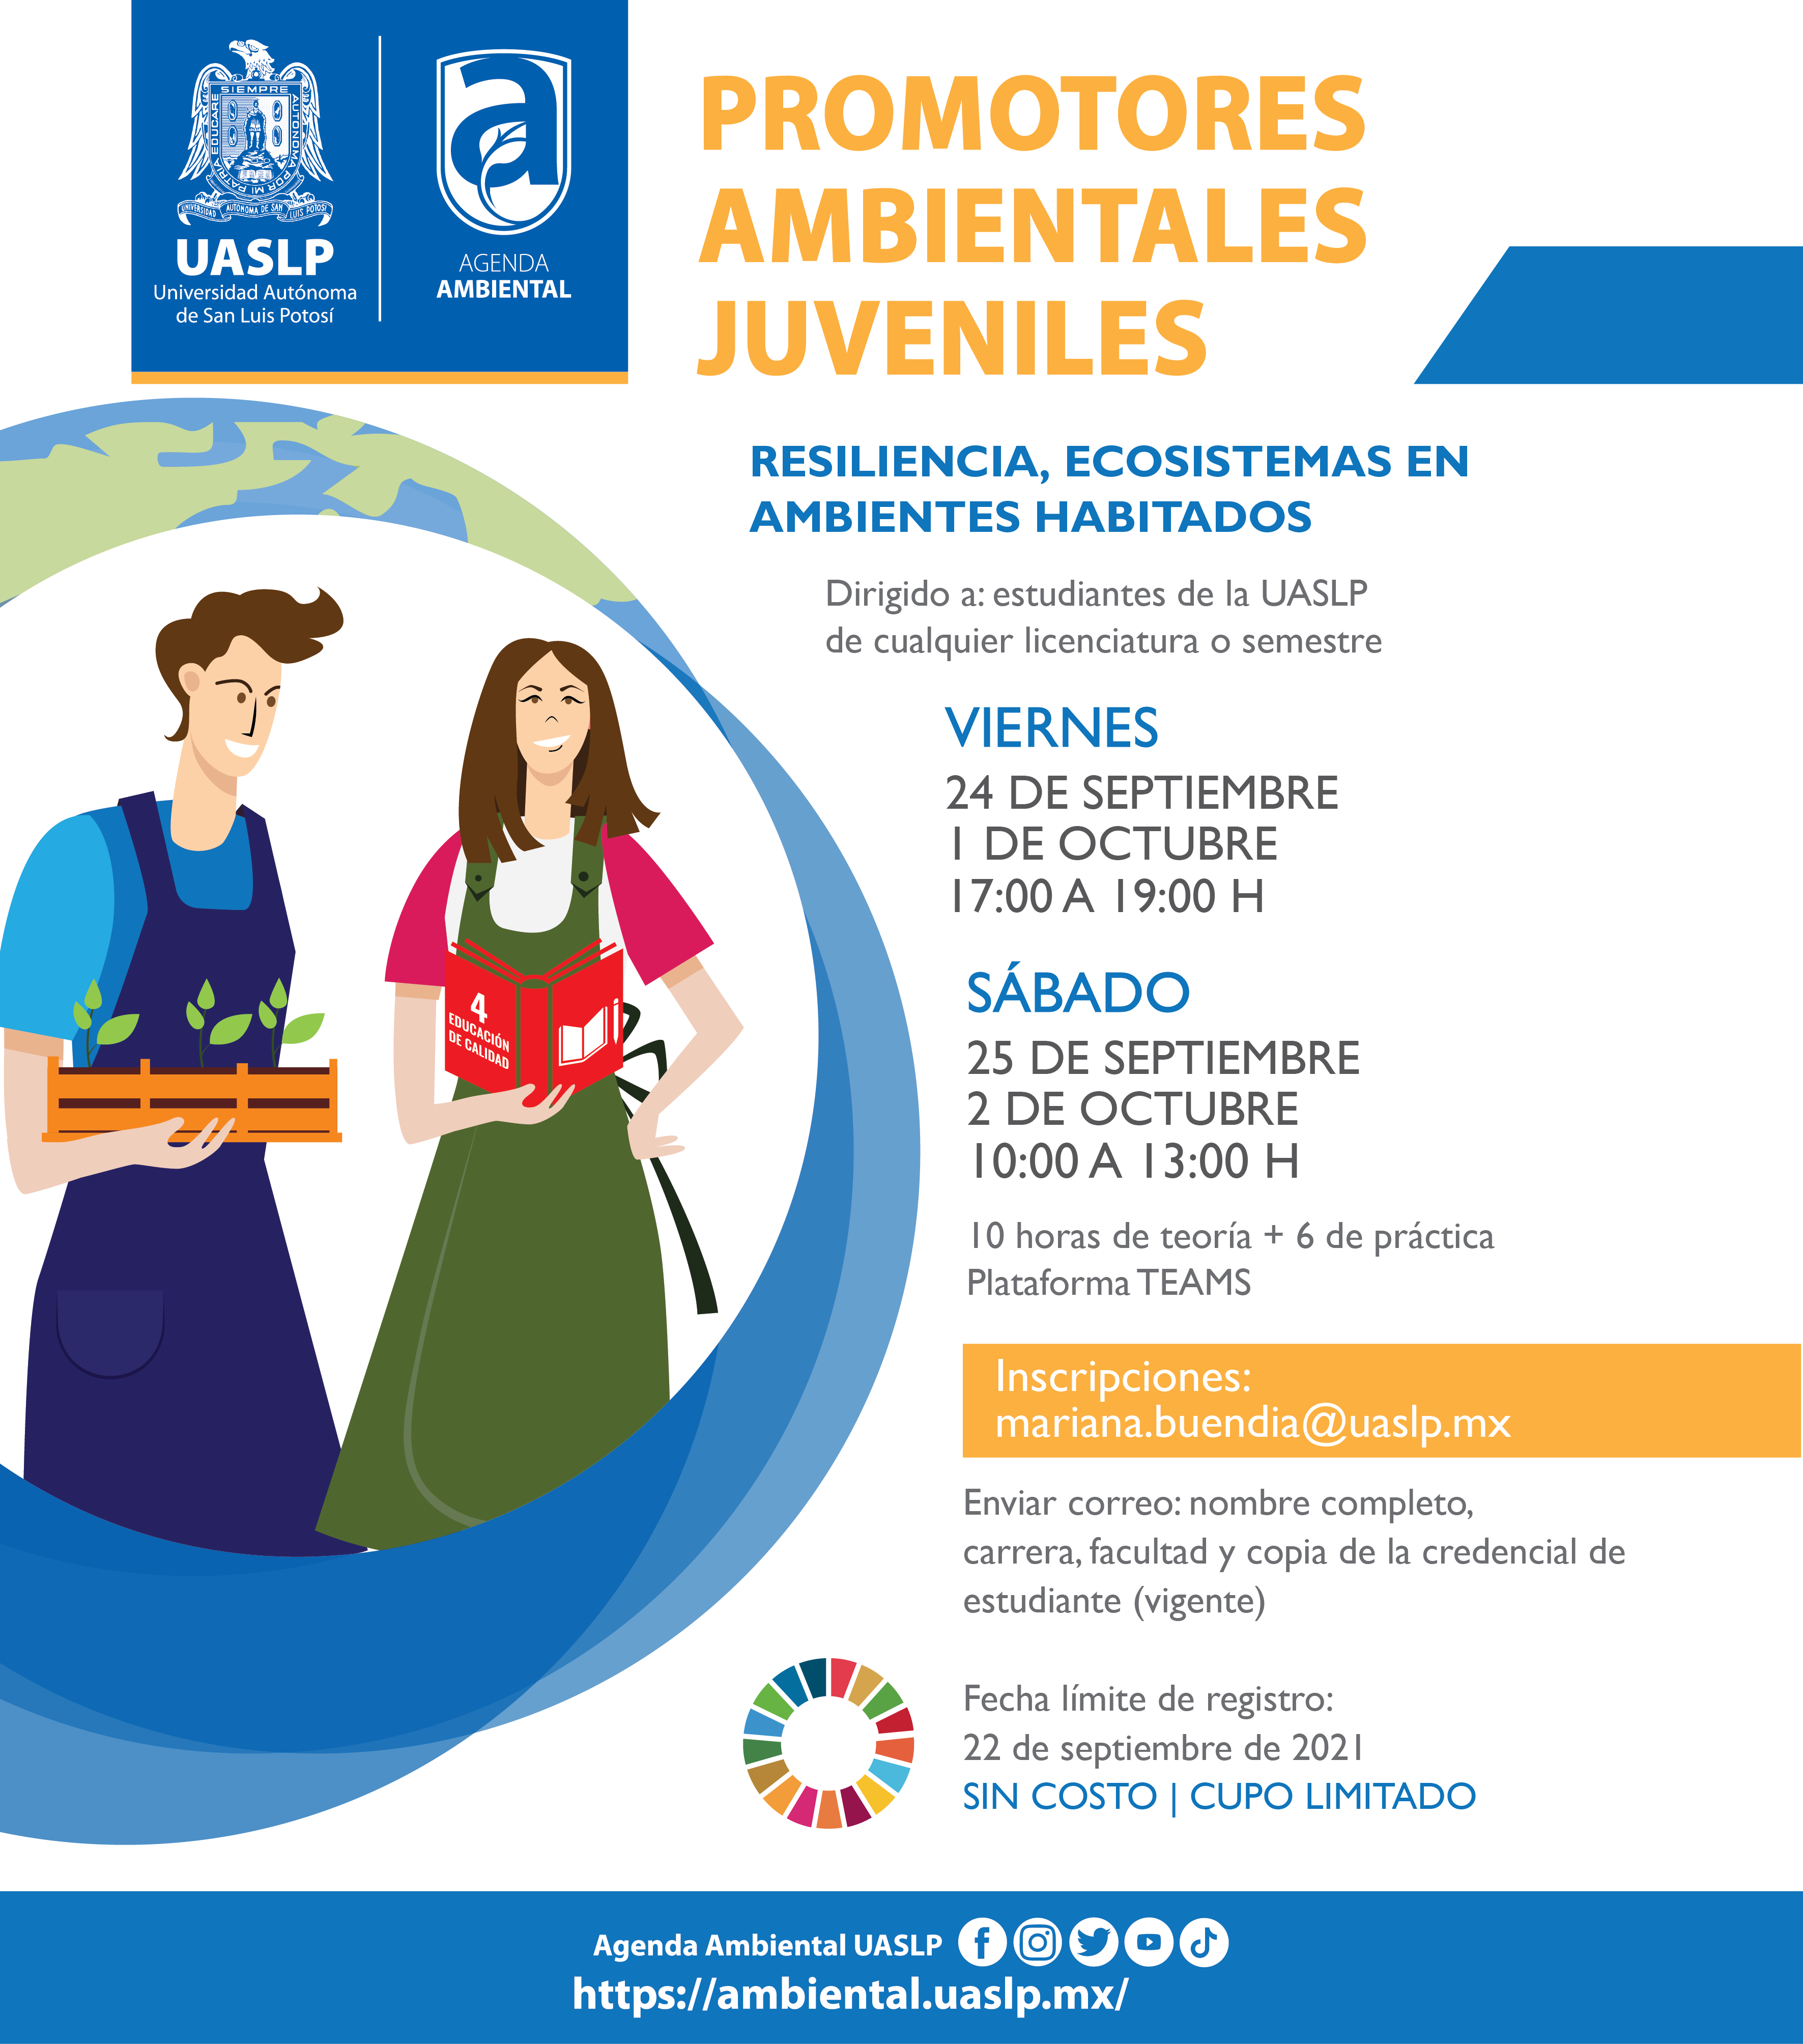 SIEMPRE
AUTONOMA
POR MI PATRIA
EDUCARE
UNIVERSIDAD AUTONOMA DE SAN LUIS POTOSI
UASLP
Universidad Autónoma
de San Luis Potosí
a
AGENDA
AMBIENTAL
PROMOTORES
AMBIENTALES
JUVENILES
RESILIENCIA, ECOSISTEMAS EN
AMBIENTES HABITADOS
Dirigido a: estudiantes de la UASLP
de cualquier licenciatura o semestre
VIERNES
24 DE SEPTIEMBRE
1 DE OCTUBRE
17:00 A 19:00 H
SÁBADO
25 DE SEPTIEMBRE
2 DE OCTUBRE
10:00 A 13:00 H
4
EDUCACIÓN
DE CALIDAD
10 horas de teoría + 6 de práctica
Plataforma TEAMS
Inscripciones:
mariana.buendia@uaslp.mx
Enviar correo: nombre completo,
carrera, facultad y copia de la credencial de
estudiante (vigente)
Fecha límite de registro:
22 de septiembre de 2021
SIN COSTO | CUPO LIMITADO
Agenda Ambiental UASLP
https://ambiental.uaslp.mx/